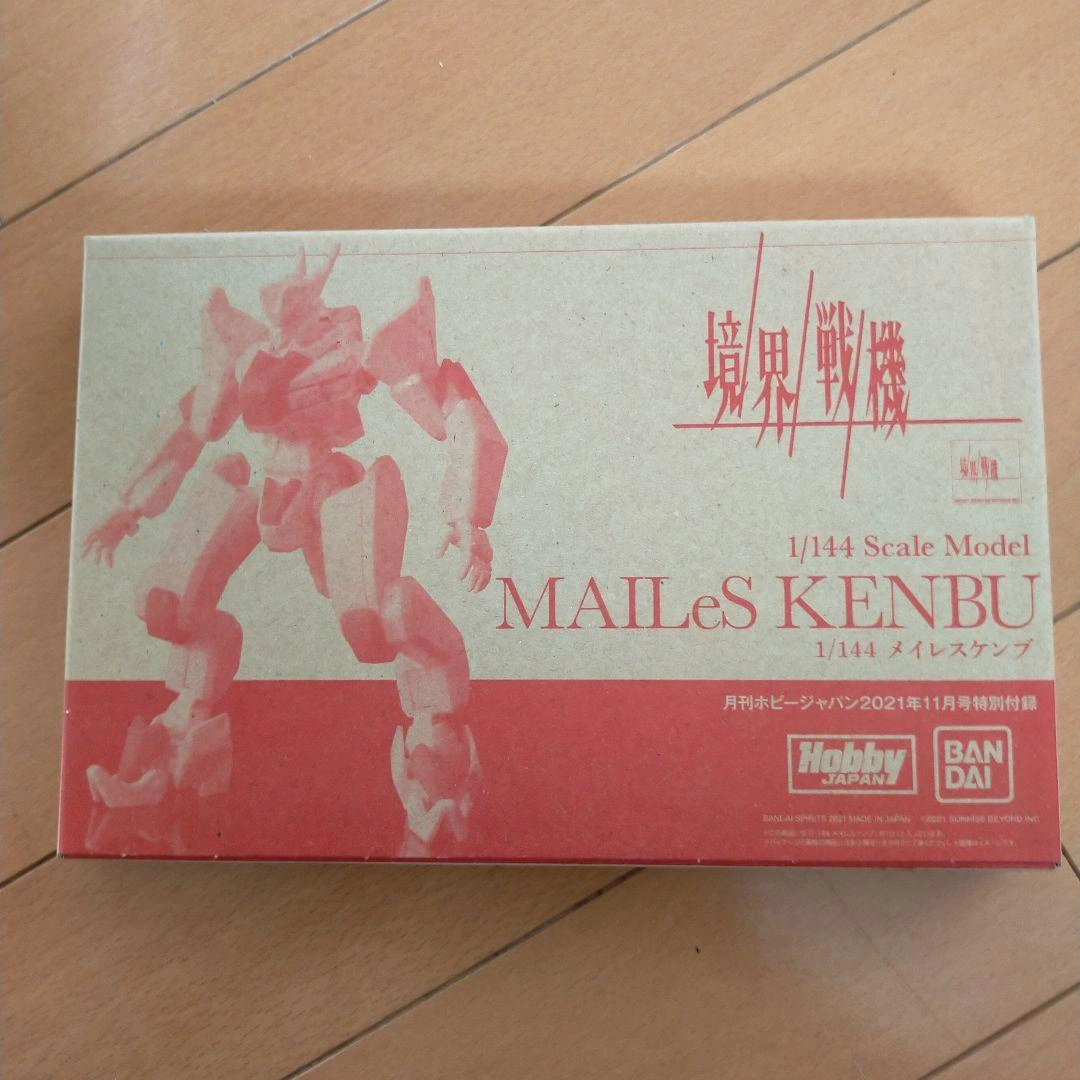 境界戦機
境界戦機
1/144 Scale Model
MAILeS KENBU
1/144 メイレスケンブ
月刊ホビージャパン2021年11月号特別付録
Hobby
JAPAN
BAN
DAI
BANDAI SPIRITS 2021 MADE IN JAPAN ©2021 SUNRISE BEYOND INC